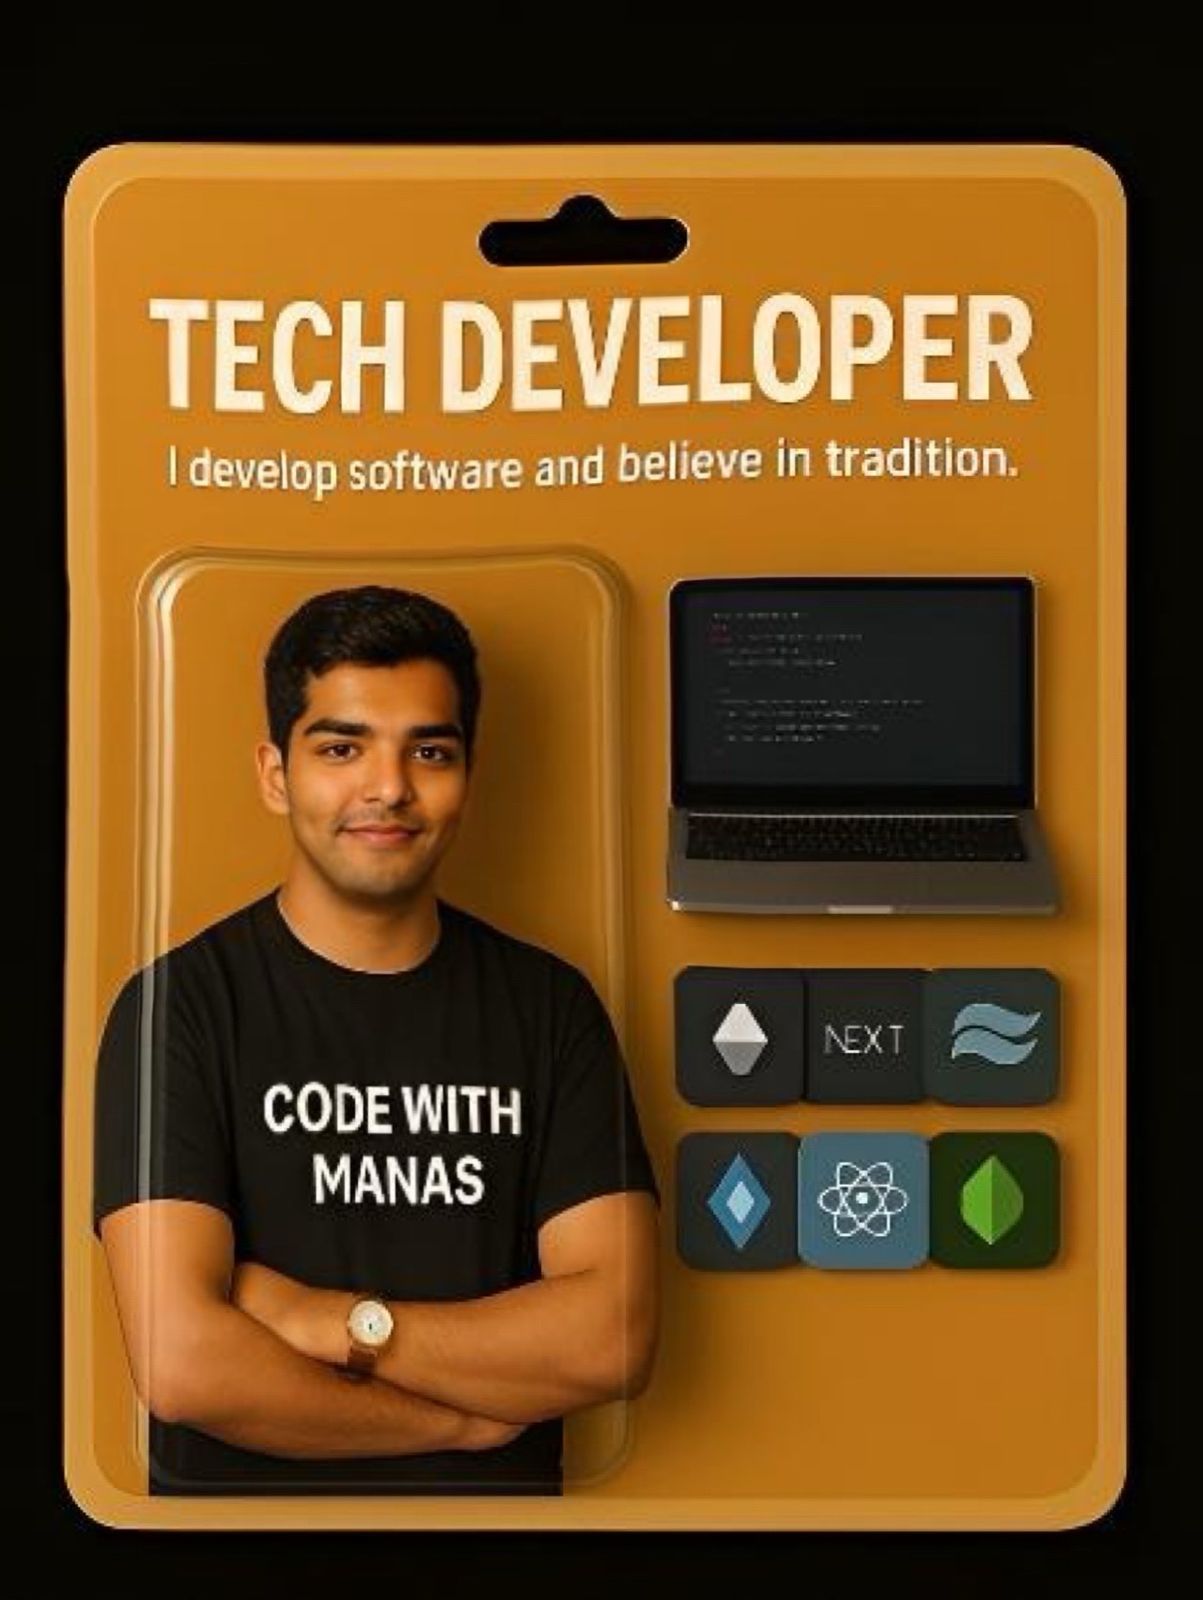 TECH DEVELOPER
I develop software and believe in tradition.
CODE WITH
MANAS
NEXT